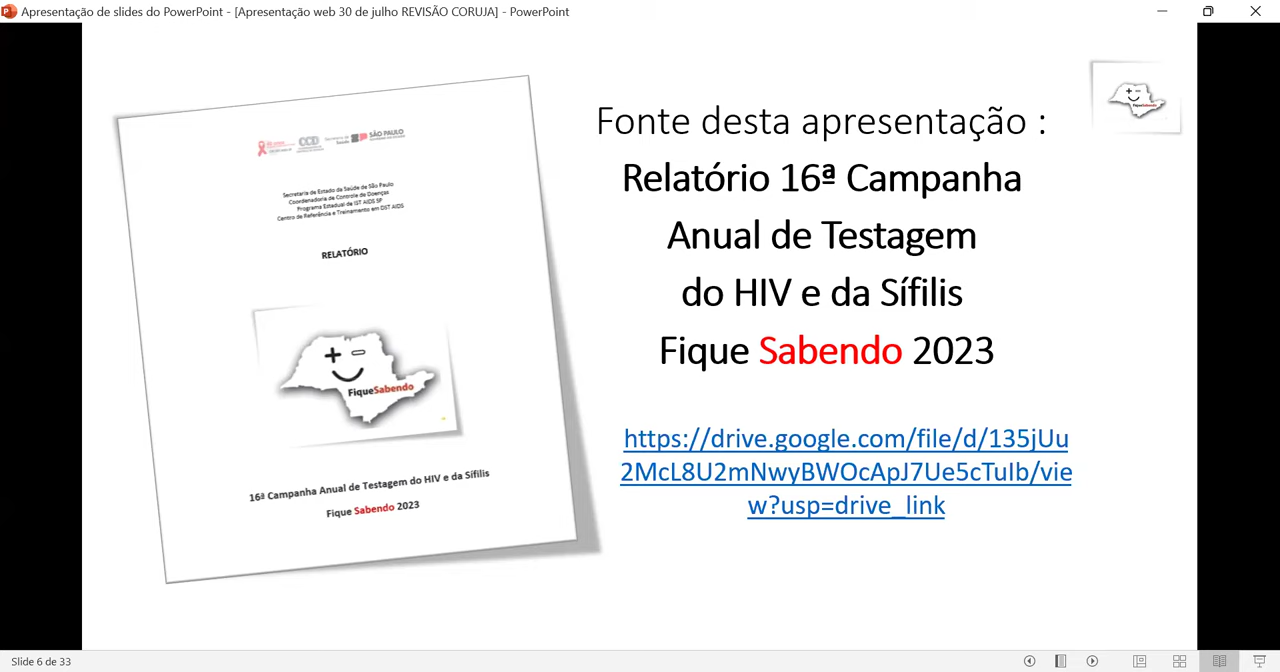 Apresentação de slides do PowerPoint - [Apresentação web 30 de julho REVISÃO CORUJA] - PowerPoint
SÃO PAULO
Secretaria de Estado da Saúde de São Paulo
Coordenadoria de Controle de Doenças
Programa Estadual de IST AIDS SP
Centro de Referência e Treinamento em DST AIDS
RELATÓRIO
+ -
FiqueSabendo
16ª Campanha Anual de Testagem do HIV e da Sífilis
Fique Sabendo 2023
Fonte desta apresentação :
Relatório 16ª Campanha
Anual de Testagem
do HIV e da Sífilis
Fique Sabendo 2023
https://drive.google.com/file/d/135jUu
2McL8U2mNwyBWOcApJ7Ue5cTuIb/vie
w?usp=drive_link
+ -
FiqueSabendo
Slide 6 de 33